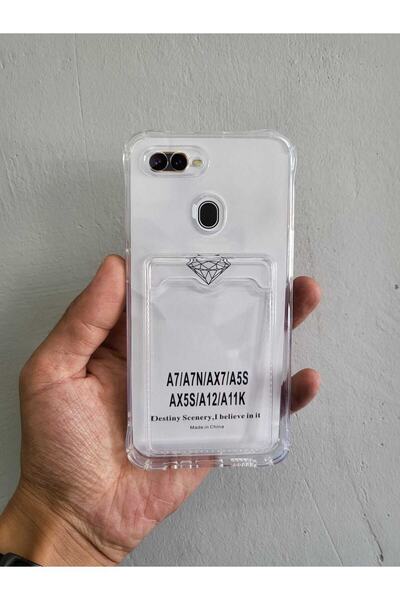 A7/A7N/AX7/A5S
AX5S/A12/A11K
Destiny Scenery,I believe in it
Made in China